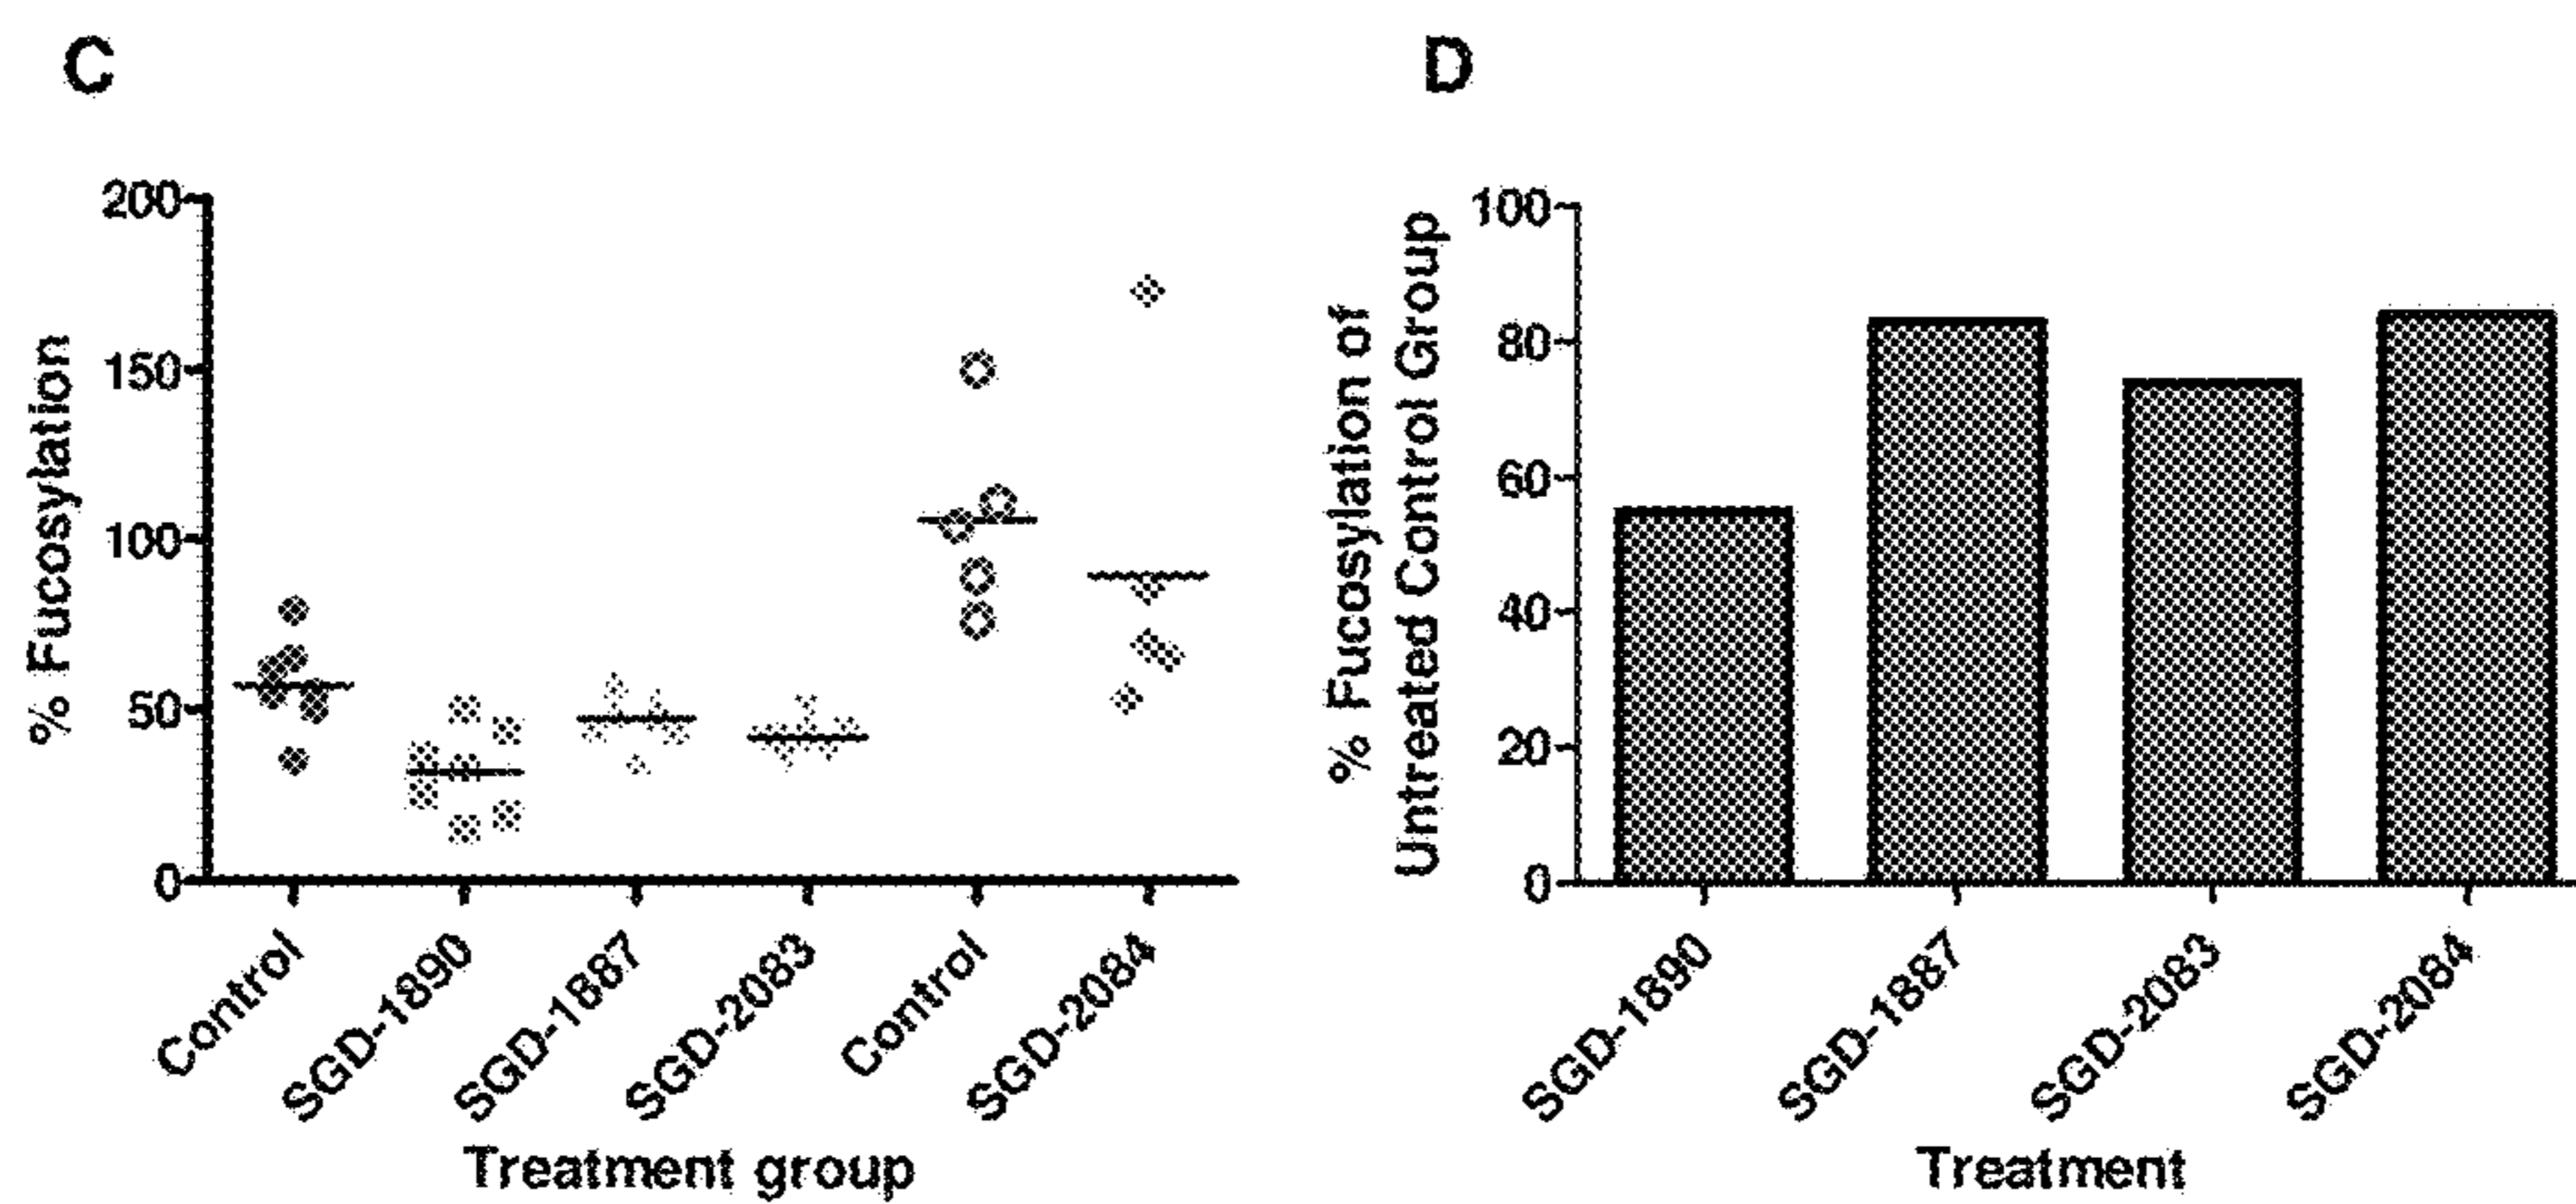 C
% Fucosylation
200
150
100
50
0
Control
SGD-1890
SGD-1887
SGD-2083
Control
SGD-2084
Treatment group
D
% Fucosylation of
Untreated Control Group
100
80
60
40
20
0
SGD-1890
SGD-1887
SGD-2083
SGD-2084
Treatment